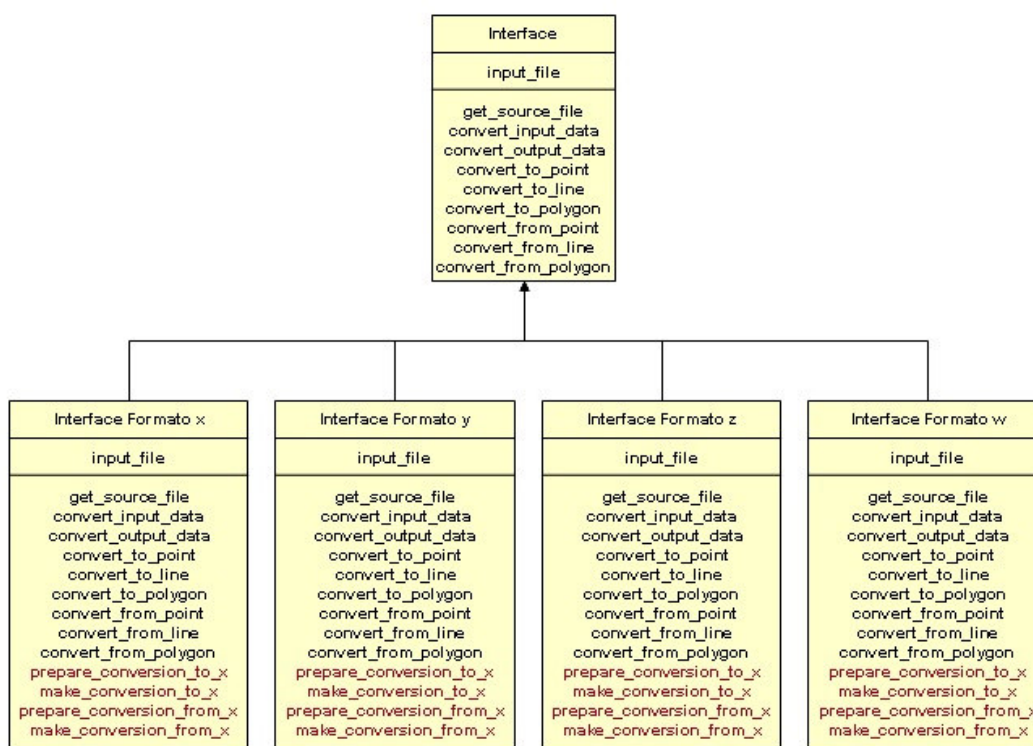 Interface
input_file
get_source_file
convert_input_data
convert_output_data
convert_to_point
convert_to_line
convert_to_polygon
convert_from_point
convert_from_line
convert_from_polygon
Interface Formato x
input_file
get_source_file
convert_input_data
convert_output_data
convert_to_point
convert_to_line
convert_to_polygon
convert_from_point
convert_from_line
convert_from_polygon
prepare_conversion_to_x
make_conversion_to_x
prepare_conversion_from_x
make_conversion_from_x
Interface Formato y
input_file
get_source_file
convert_input_data
convert_output_data
convert_to_point
convert_to_line
convert_to_polygon
convert_from_point
convert_from_line
convert_from_polygon
prepare_conversion_to_x
make_conversion_to_x
prepare_conversion_from_x
make_conversion_from_x
Interface Formato z
input_file
get_source_file
convert_input_data
convert_output_data
convert_to_point
convert_to_line
convert_to_polygon
convert_from_point
convert_from_line
convert_from_polygon
prepare_conversion_to_x
make_conversion_to_x
prepare_conversion_from_x
make_conversion_from_x
Interface Formato w
input_file
get_source_file
convert_input_data
convert_output_data
convert_to_point
convert_to_line
convert_to_polygon
convert_from_point
convert_from_line
convert_from_polygon
prepare_conversion_to_x
make_conversion_to_x
prepare_conversion_from_x
make_conversion_from_x